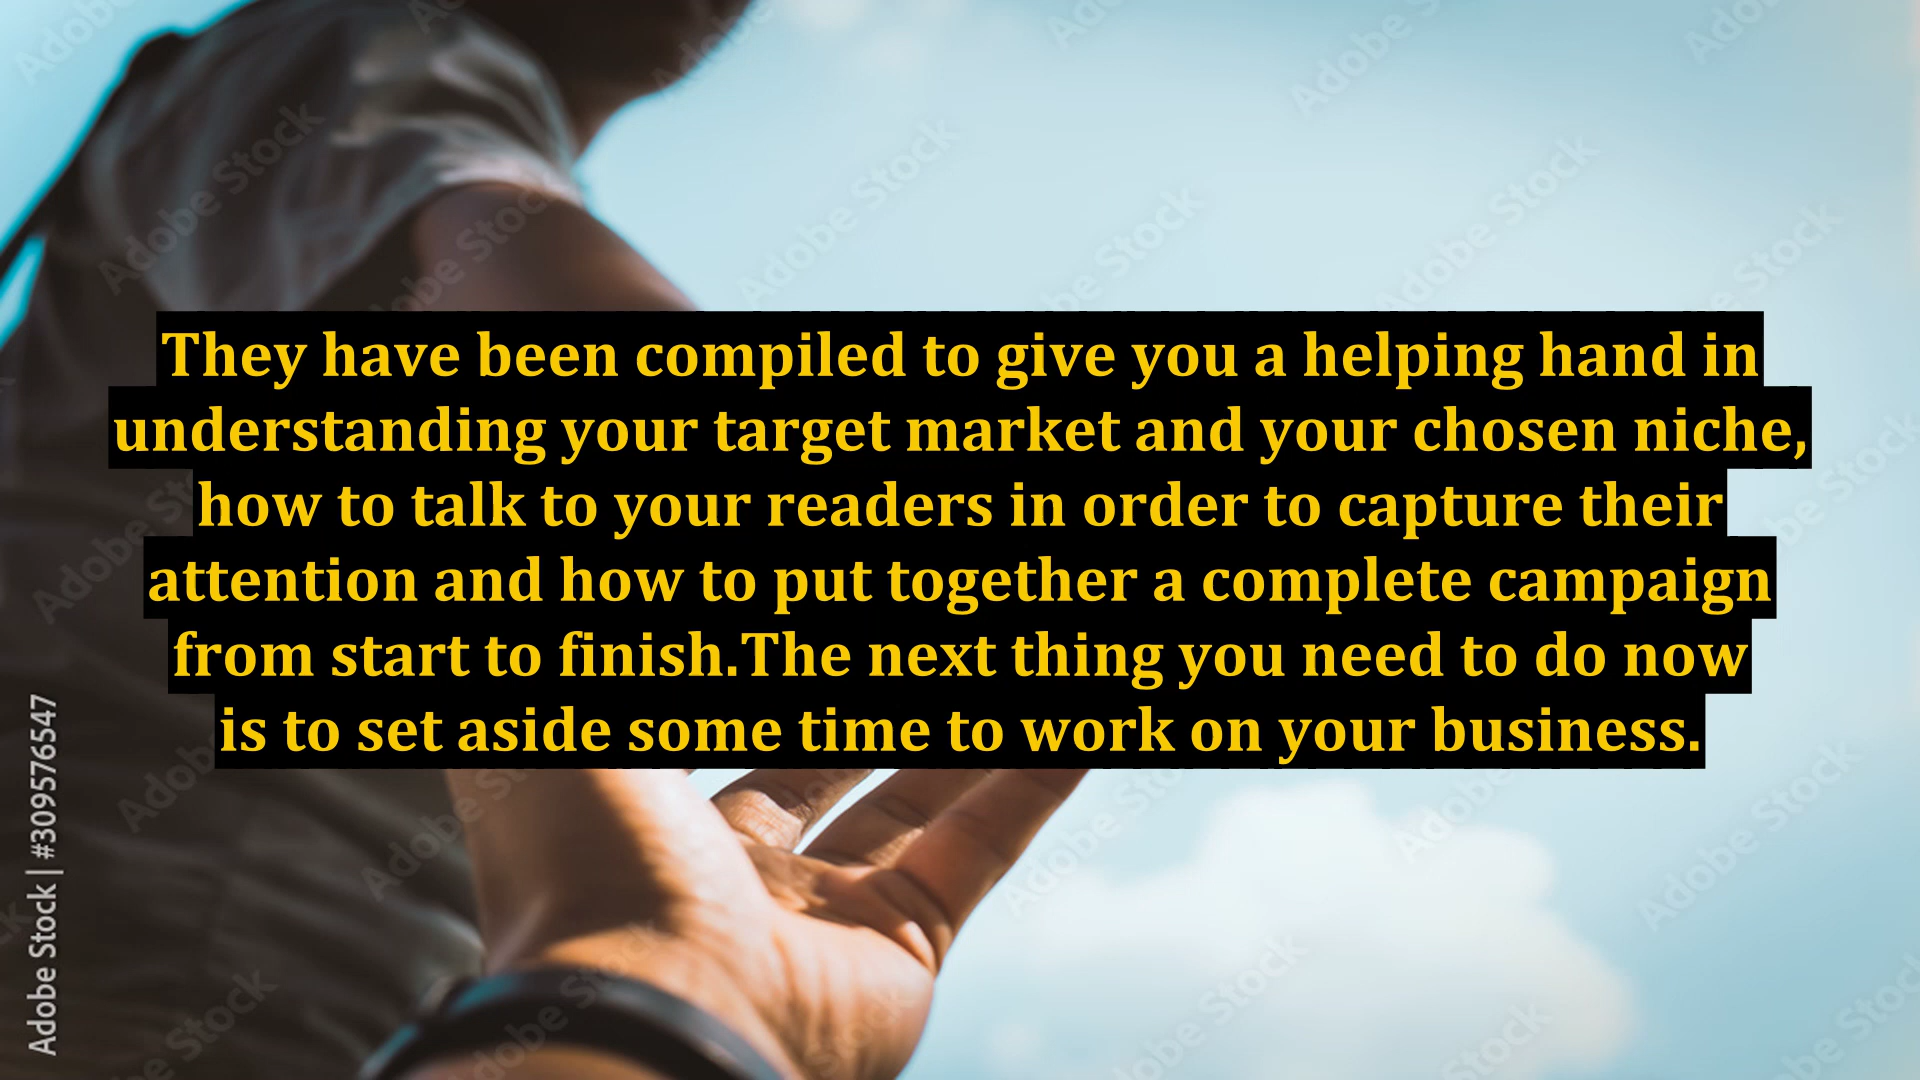 They have been compiled to give you a helping hand in
understanding your target market and your chosen niche,
how to talk to your readers in order to capture their
attention and how to put together a complete campaign
from start to finish.The next thing you need to do now
is to set aside some time to work on your business.
Adobe Stock | #309576547
Adobe Stock